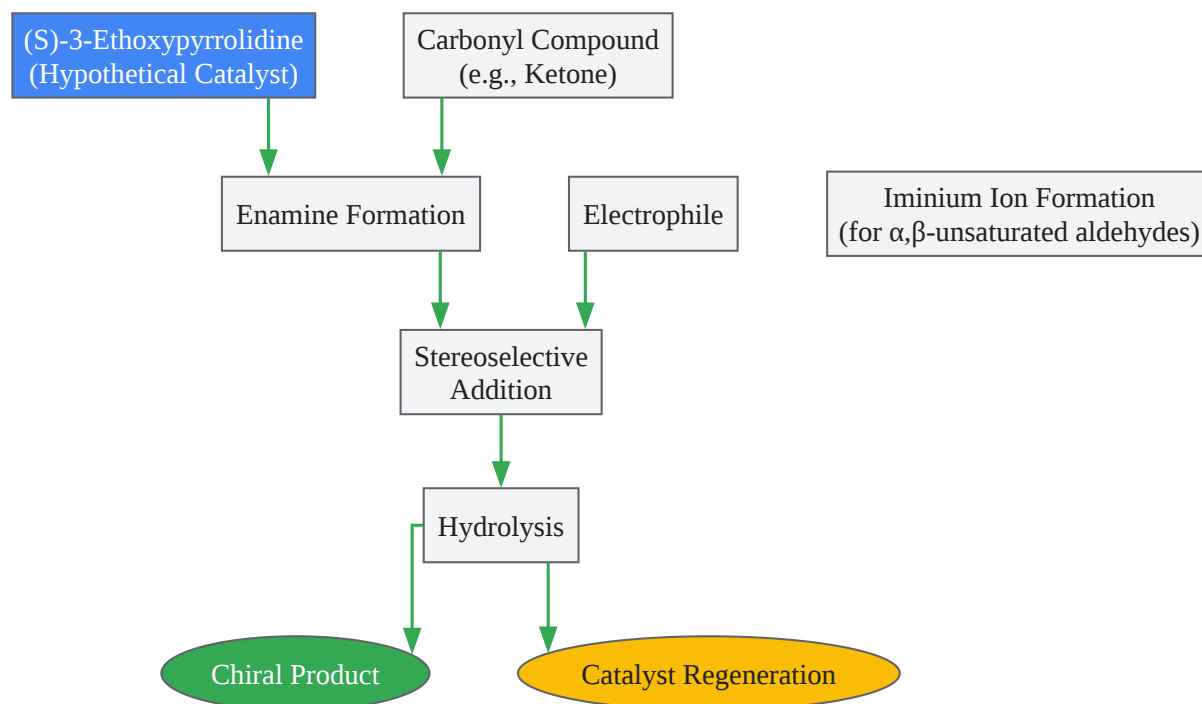 (S)-3-Ethoxypyrrolidine
(Hypothetical Catalyst)
Carbonyl Compound
(e.g., Ketone)
Enamine Formation
Electrophile
Iminium Ion Formation
(for α,β-unsaturated aldehydes)
Stereoselective
Addition
Hydrolysis
Chiral Product
Catalyst Regeneration